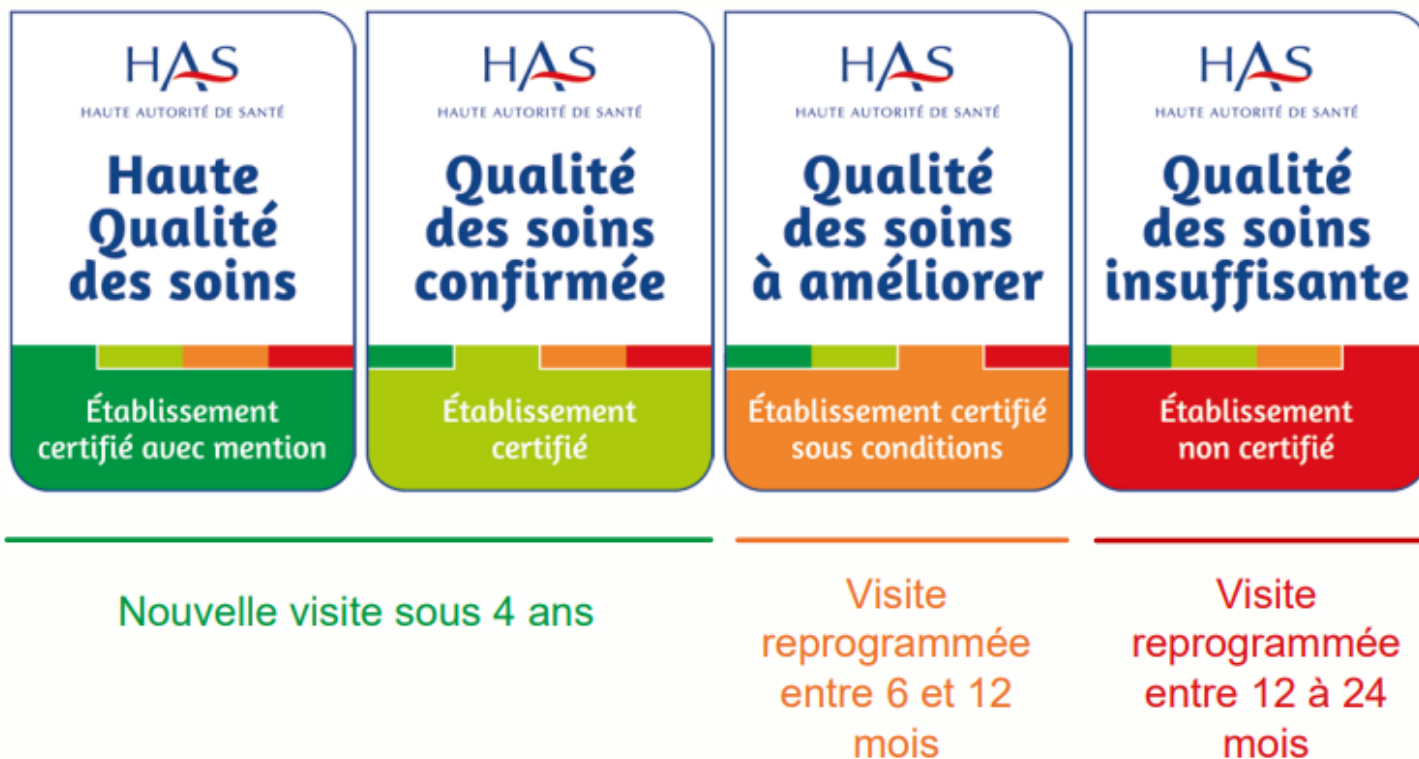 HAS
HAUTE AUTORITÉ DE SANTÉ
Haute
Qualité
des soins
Établissement
certifié avec mention
HAS
HAUTE AUTORITÉ DE SANTÉ
Qualité
des soins
confirmée
Établissement
certifié
HAS
HAUTE AUTORITÉ DE SANTÉ
Qualité
des soins
à améliorer
Établissement certifié
sous conditions
HAS
HAUTE AUTORITÉ DE SANTÉ
Qualité
des soins
insuffisante
Établissement
non certifié
Nouvelle visite sous 4 ans
Visite
reprogrammée
entre 6 et 12
mois
Visite
reprogrammée
entre 12 à 24
mois